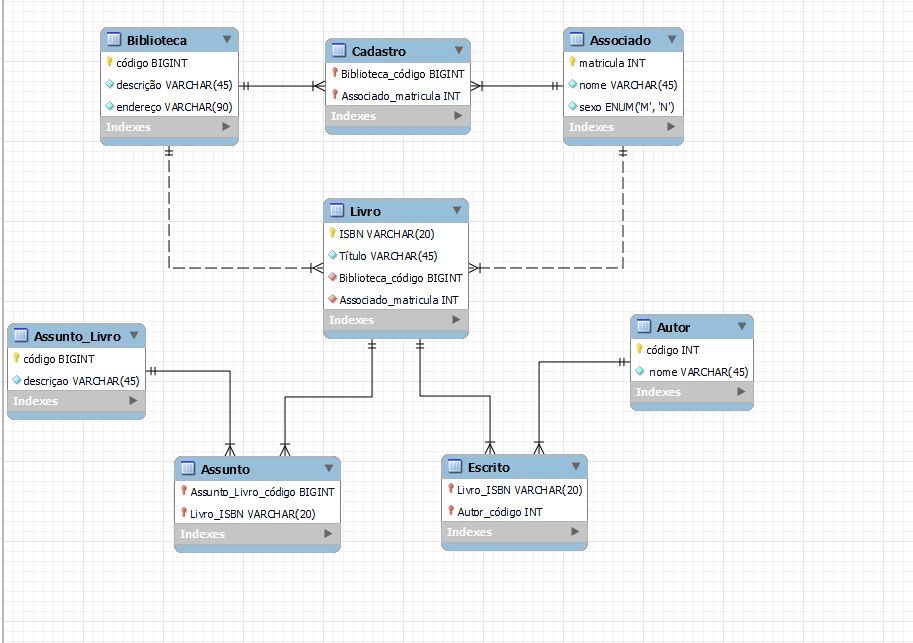 Biblioteca
código BIGINT
descrição VARCHAR(45)
endereço VARCHAR(90)
Indexes
Cadastro
Biblioteca_código BIGINT
Associado_matricula INT
Indexes
Associado
matricula INT
nome VARCHAR(45)
sexo ENUM('M', 'N')
Indexes
Livro
ISBN VARCHAR(20)
Título VARCHAR(45)
Biblioteca_código BIGINT
Associado_matricula INT
Indexes
Assunto_Livro
código BIGINT
descriçao VARCHAR(45)
Indexes
Autor
código INT
nome VARCHAR(45)
Indexes
Assunto
Assunto_Livro_código BIGINT
Livro_ISBN VARCHAR(20)
Indexes
Escrito
Livro_ISBN VARCHAR(20)
Autor_código INT
Indexes